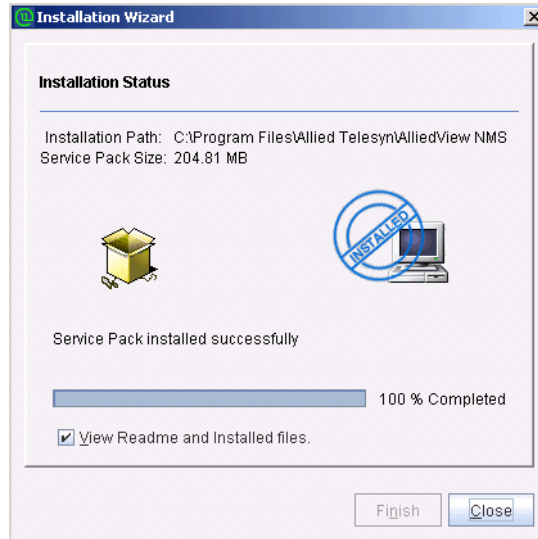 Installation Wizard
Installation Status
Installation Path: C:\Program Files\Allied Telesyn\AlliedView NMS
Service Pack Size: 204.81 MB
INSTALLED
Service Pack installed successfully
100 % Completed
View Readme and Installed files.
Finish Close